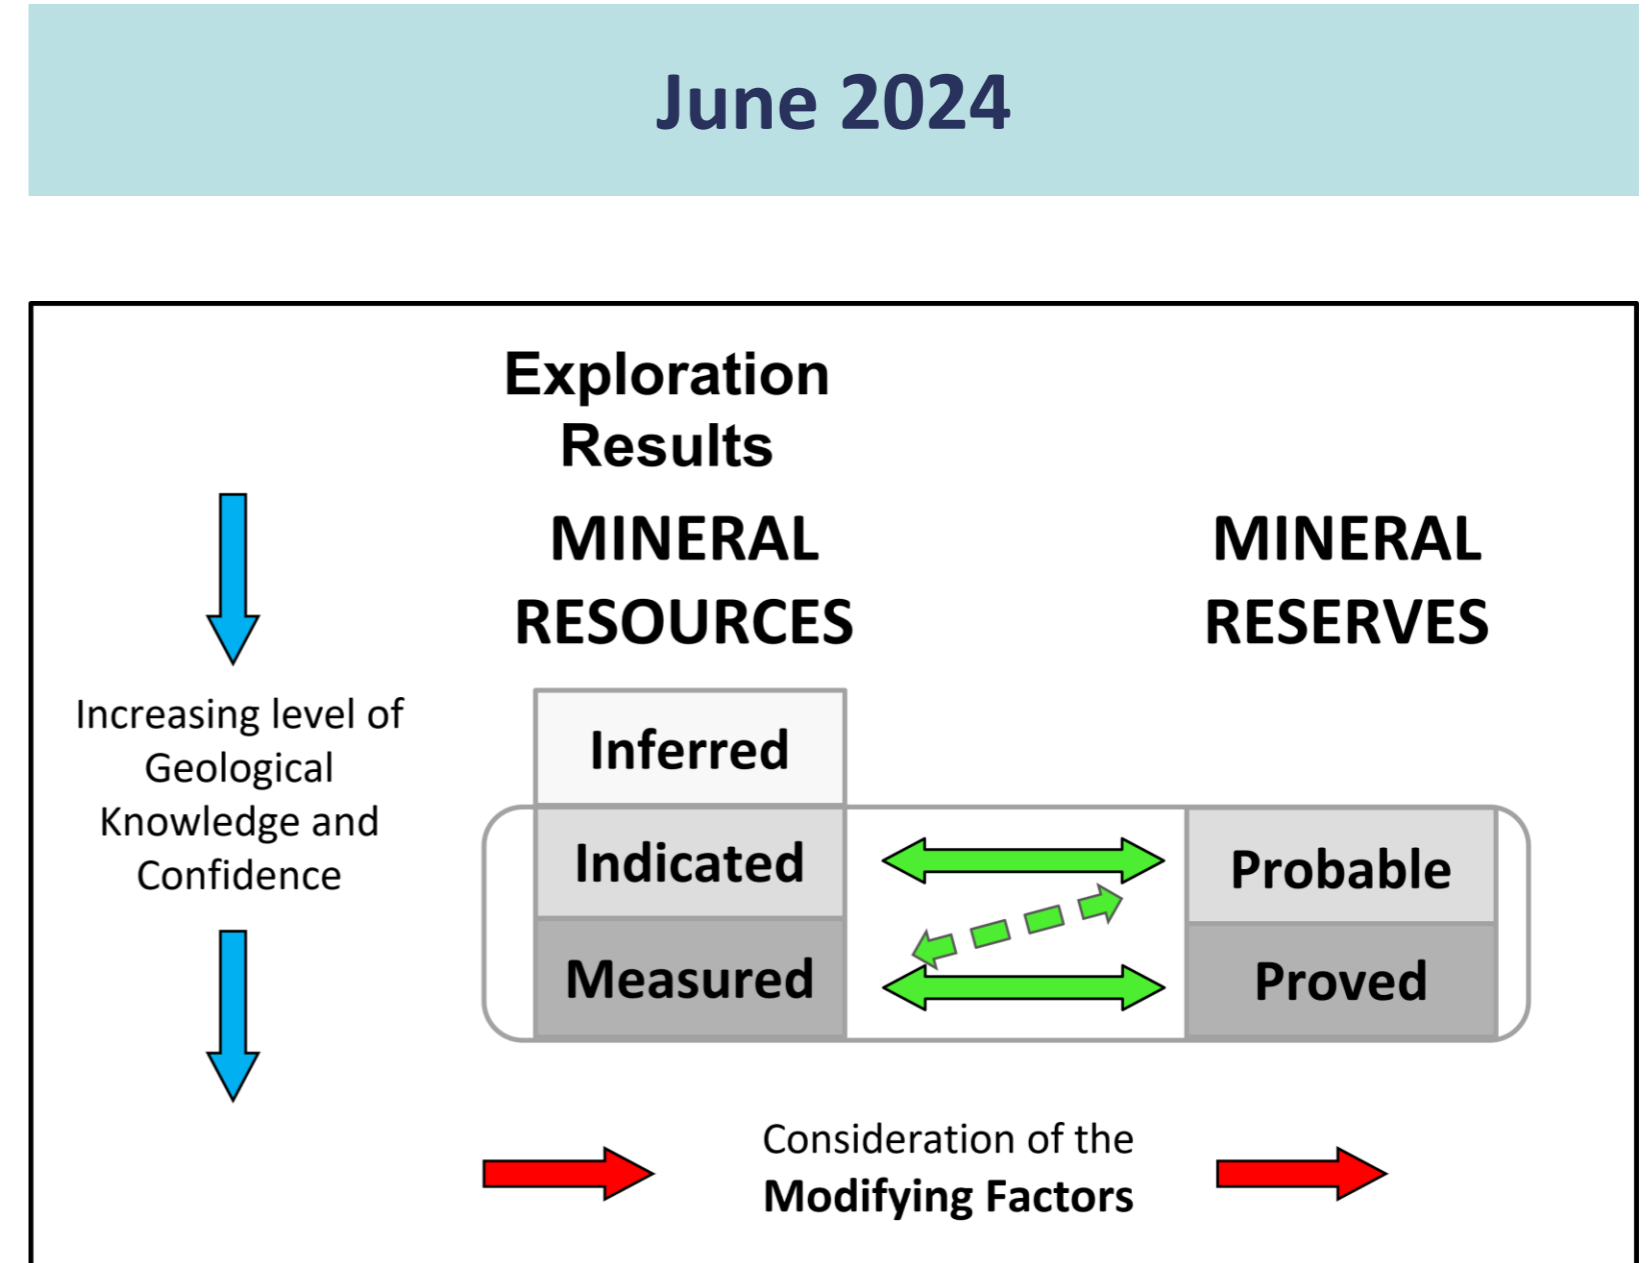 June 2024
Exploration
Results
MINERAL
RESOURCES
MINERAL
RESERVES
Increasing level of
Geological
Knowledge and
Confidence
Inferred
Indicated
Measured
Probable
Proved
Consideration of the
Modifying Factors